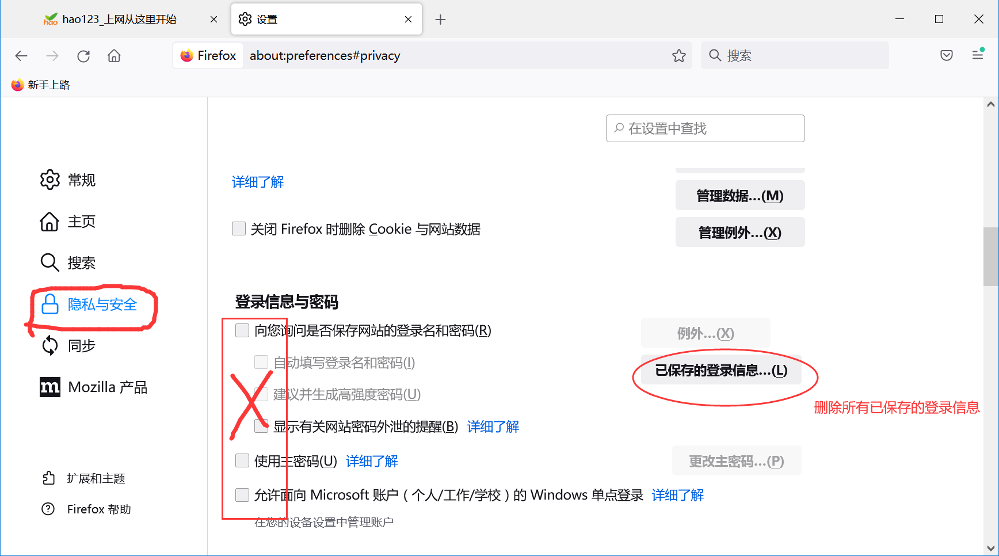 hao123_上网从这里开始
设置
Firefox
about:preferences#privacy
搜索
新手上路
在设置中查找
详细了解
管理数据...(M)
关闭 Firefox 时删除 Cookie 与网站数据
管理例外...(X)
常规
主页
搜索
隐私与安全
同步
Mozilla 产品
扩展和主题
Firefox 帮助
登录信息与密码
向您询问是否保存网站的登录名和密码(R)
例外...(X)
自动填写登录名和密码(I)
已保存的登录信息...(L)
建议并生成高强度密码(U)
删除所有已保存的登录信息
显示有关网站密码外泄的提醒(B) 详细了解
使用主密码(U) 详细了解
更改主密码...(P)
允许面向 Microsoft 账户（个人/工作/学校）的 Windows 单点登录 详细了解
在您的设备设置中管理账户